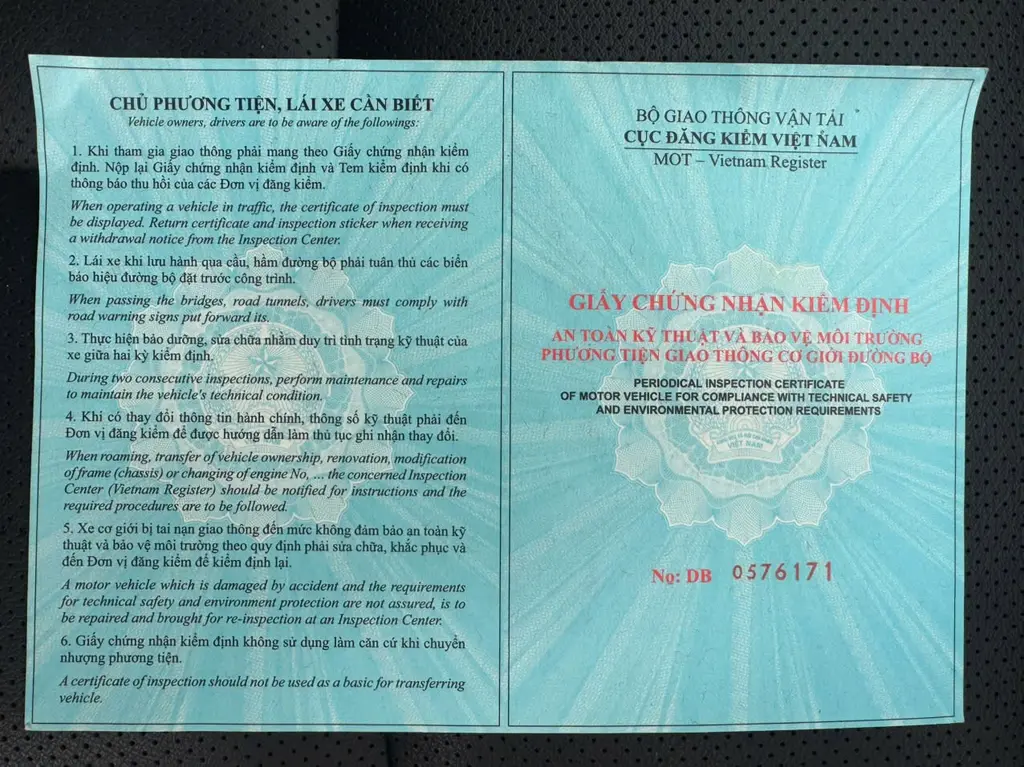 CHỦ PHƯƠNG TIỆN, LÁI XE CẦN BIẾT
Vehicle owners, drivers are to be aware of the followings:
1. Khi tham gia giao thông phải mang theo Giấy chứng nhận kiểm
định. Nộp lại Giấy chứng nhận kiểm định và Tem kiểm định khi có
thông báo thu hồi của các Đơn vị đăng kiểm.
When operating a vehicle in traffic, the certificate of inspection must
be displayed. Return certificate and inspection sticker when receiving
a withdrawal notice from the Inspection Center.
2. Lái xe khi lưu hành qua cầu, hầm đường bộ phải tuân thủ các biển
báo hiệu đường bộ đặt trước công trình.
When passing the bridges, road tunnels, drivers must comply with
road warning signs put forward its.
3. Thực hiện bảo dưỡng, sửa chữa nhằm duy trì tình trạng kỹ thuật của
xe giữa hai kỳ kiểm định.
During two consecutive inspections, perform maintenance and repairs
to maintain the vehicle's technical condition.
4. Khi có thay đổi thông tin hành chính, thông số kỹ thuật phải đến
Đơn vị đăng kiểm để được hướng dẫn làm thủ tục ghi nhận thay đổi.
When roaming, transfer of vehicle ownership, renovation, modification
of frame (chassis) or changing of engine No, ... the concerned Inspection
Center (Vietnam Register) should be notified for instructions and the
required procedures are to be followed.
5. Xe cơ giới bị tai nạn giao thông đến mức không đảm bảo an toàn kỹ
thuật và bảo vệ môi trường theo quy định phải sửa chữa, khắc phục và
đến Đơn vị đăng kiểm để kiểm định lại.
A motor vehicle which is damaged by accident and the requirements
for technical safety and environment protection are not assured, is to
be repaired and brought for re-inspection at an Inspection Center.
6. Giấy chứng nhận kiểm định không sử dụng làm căn cứ khi chuyển
nhượng phương tiện.
A certificate of inspection should not be used as a basic for transferring
vehicle.
BỘ GIAO THÔNG VẬN TẢI
CỤC ĐĂNG KIỂM VIỆT NAM
MOT – Vietnam Register
GIẤY CHỨNG NHẬN KIỂM ĐỊNH
AN TOÀN KỸ THUẬT VÀ BẢO VỆ MÔI TRƯỜNG
PHƯƠNG TIỆN GIAO THÔNG CƠ GIỚI ĐƯỜNG BỘ
PERIODICAL INSPECTION CERTIFICATE
OF MOTOR VEHICLE FOR COMPLIANCE WITH TECHNICAL SAFETY
AND ENVIRONMENTAL PROTECTION REQUIREMENTS
VIỆT NAM
No: DB 0576171